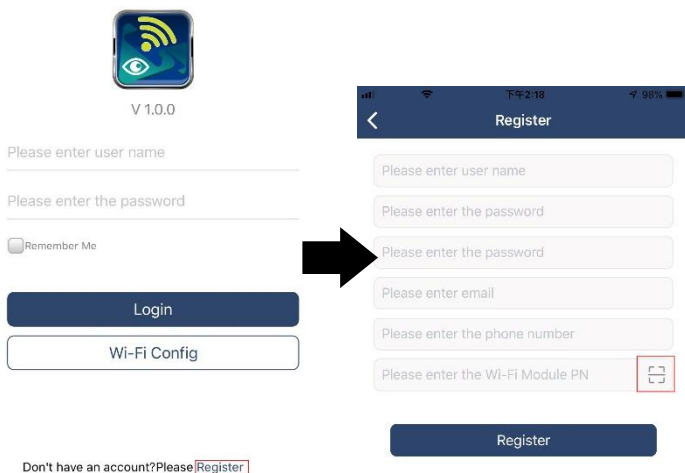 V 1.0.0
Please enter user name
Please enter the password
Remember Me
Login
Wi-Fi Config
Don't have an account?Please Register
下午2:18
98%
Register
Please enter user name
Please enter the password
Please enter the password
Please enter email
Please enter the phone number
Please enter the Wi-Fi Module PN
Register